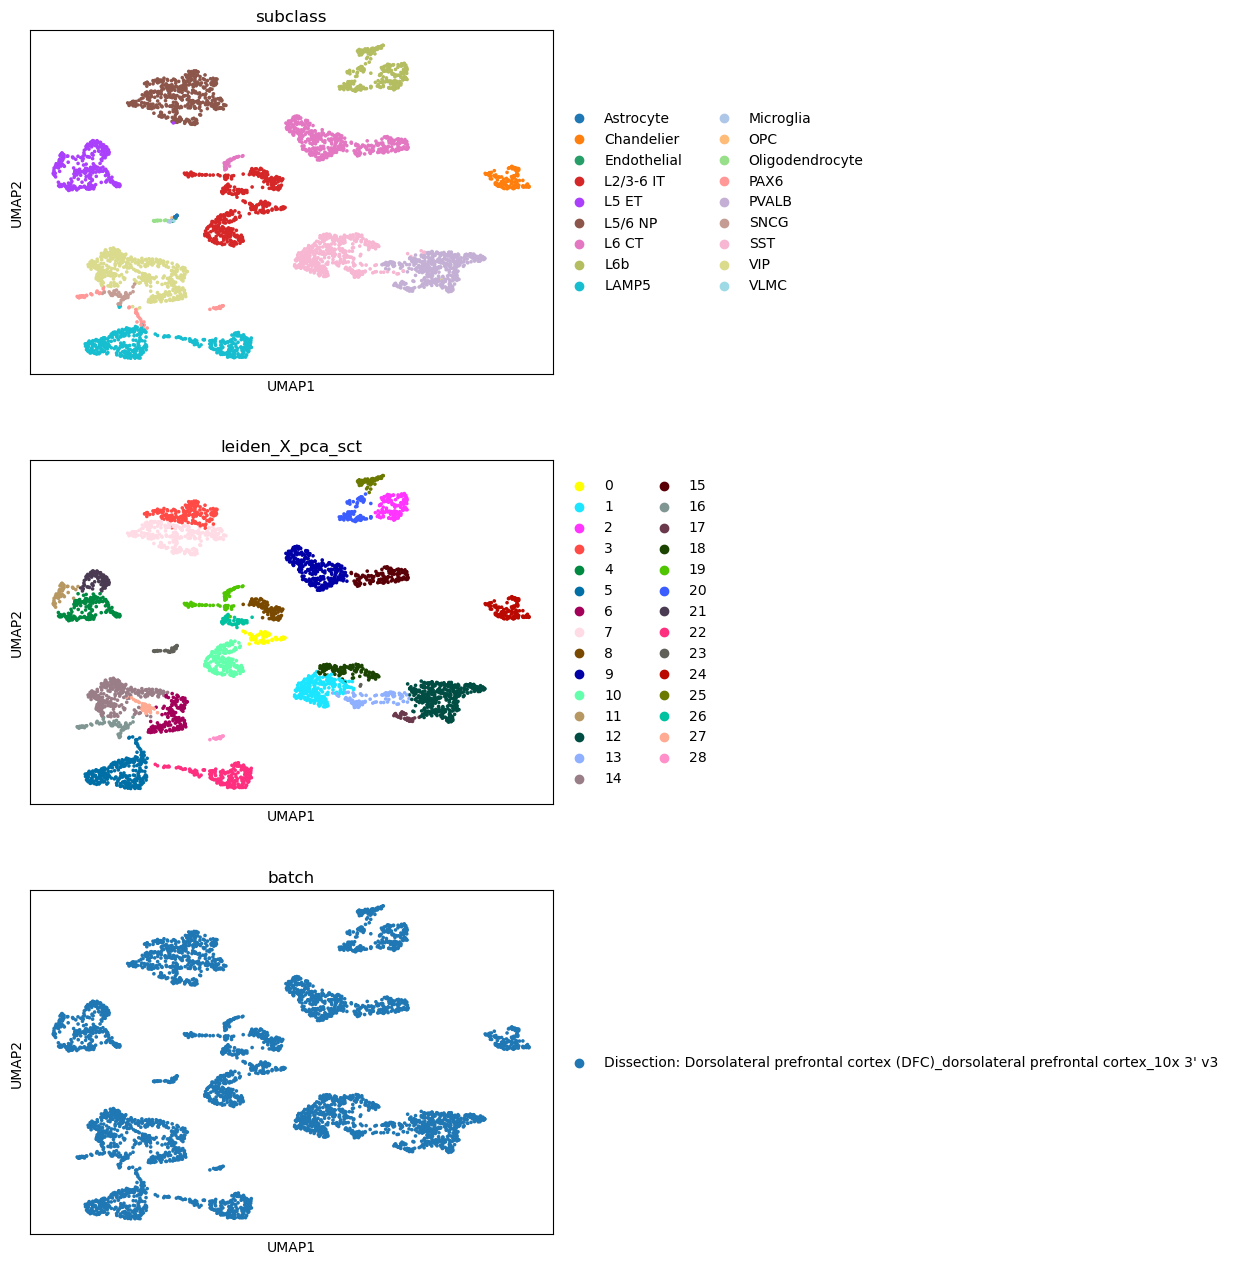 subclass
UMAP2
UMAP1
Astrocyte
Chandelier
Endothelial
L2/3-6 IT
L5 ET
L5/6 NP
L6 CT
L6b
LAMP5
Microglia
OPC
Oligodendrocyte
PAX6
PVALB
SNCG
SST
VIP
VLMC
leiden_X_pca_sct
UMAP2
UMAP1
0
1
2
3
4
5
6
7
8
9
10
11
12
13
14
15
16
17
18
19
20
21
22
23
24
25
26
27
28
batch
UMAP2
UMAP1
Dissection: Dorsolateral prefrontal cortex (DFC)_dorsolateral prefrontal cortex_10x 3' v3